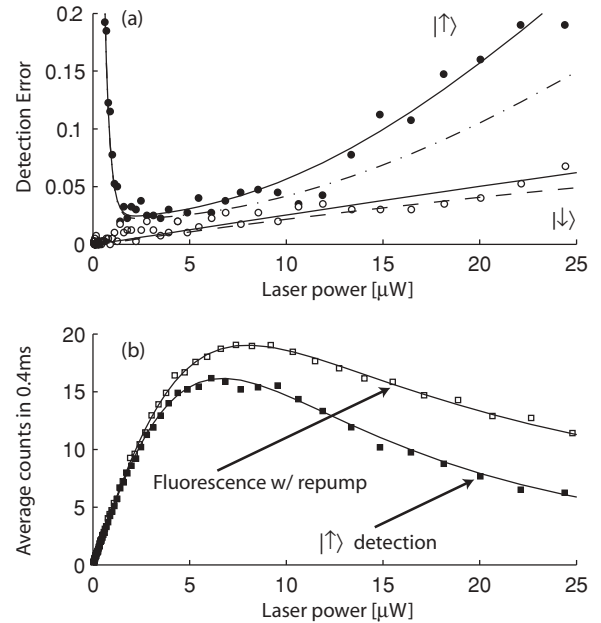 (a)
|↑⟩
|↓⟩
Detection Error
0.2
0.15
0.1
0.05
0
0 5 10 15 20 25
Laser power [μW]
(b)
Average counts in 0.4ms
20
15
10
5
0
Fluorescence w/ repump
|↑⟩ detection
0 5 10 15 20 25
Laser power [μW]